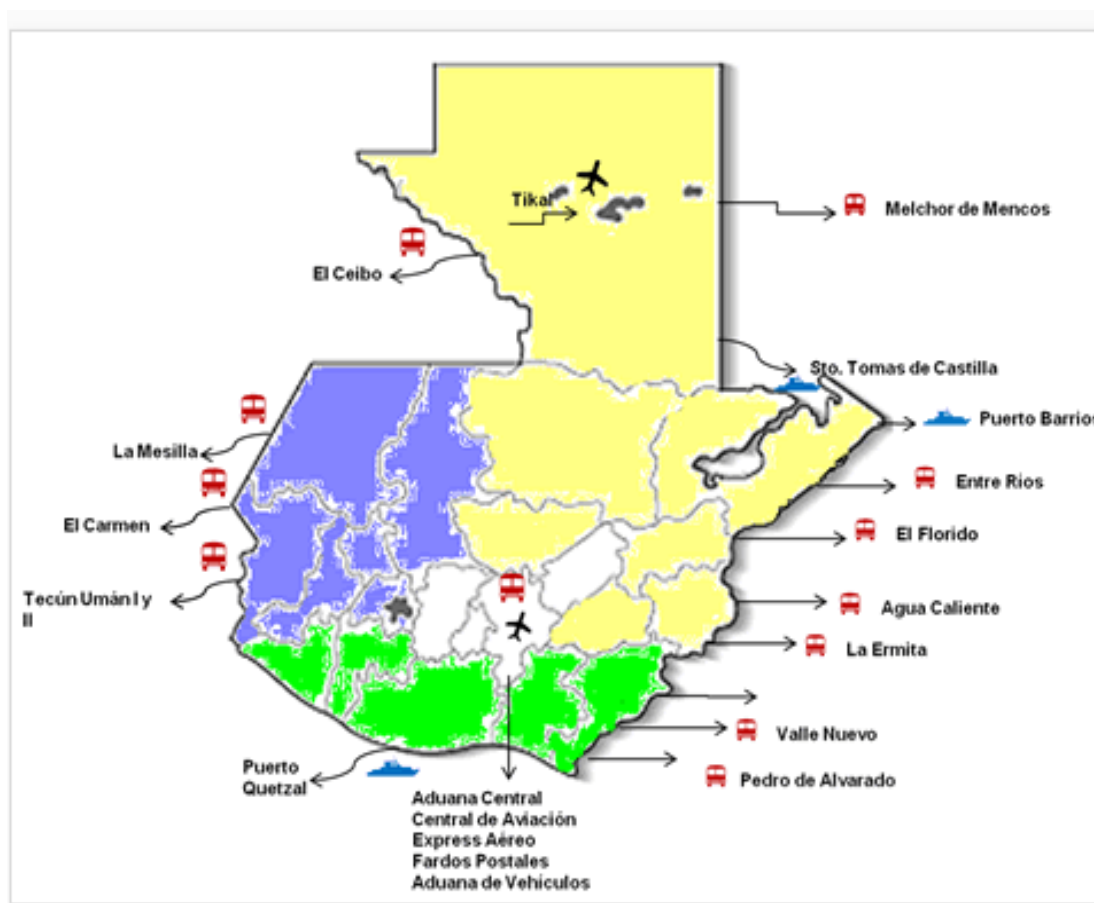 Tikal
Melchor de Mencos
El Ceibo
Sto. Tomas de Castilla
Puerto Barrios
La Mesilla
Entre Rios
El Carmen
El Florido
Tecún Umán I y
II
Agua Caliente
La Ermita
Valle Nuevo
Puerto
Quetzal
Pedro de Alvarado
Aduana Central
Central de Aviación
Express Aéreo
Fardos Postales
Aduana de Vehículos